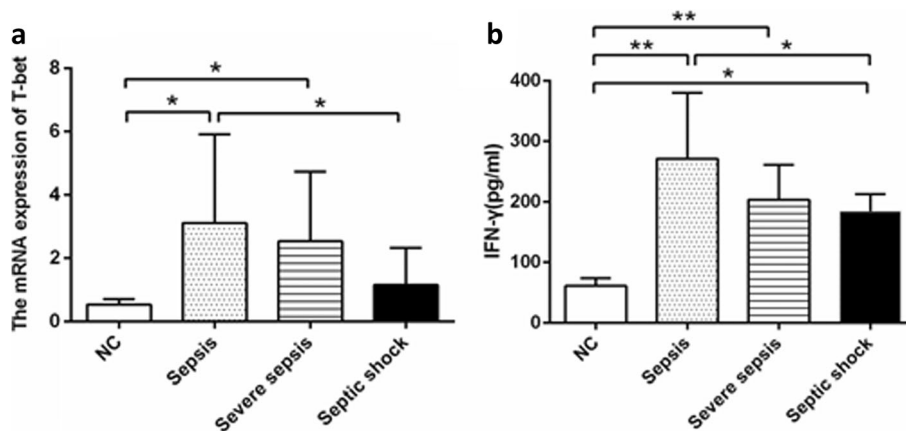 a
The mRNA expression of T-bet
8
6
4
2
0
*
*
*
NC
Sepsis
Severe sepsis
Septic shock
b
IFN-γ(pg/ml)
400
300
200
100
0
**
**
*
*
NC
Sepsis
Severe sepsis
Septic shock